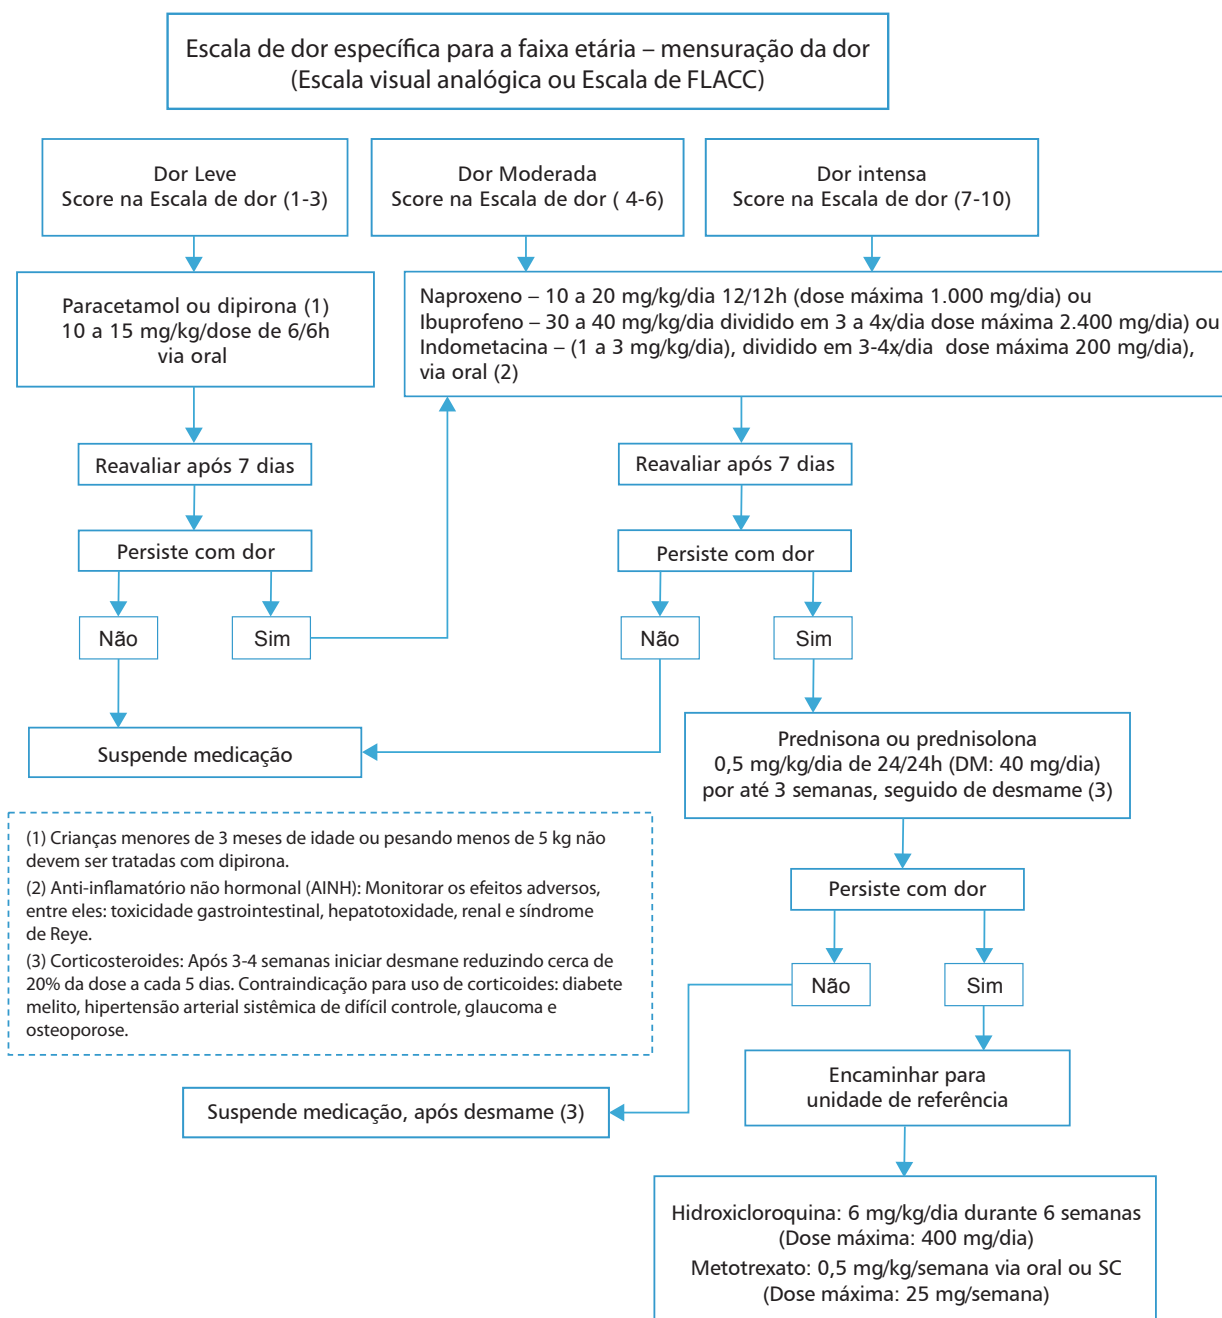 Escala de dor específica para a faixa etária – mensuração da dor
(Escala visual analógica ou Escala de FLACC)
Dor Leve
Score na Escala de dor (1-3)
Dor Moderada
Score na Escala de dor ( 4-6)
Dor intensa
Score na Escala de dor (7-10)
Paracetamol ou dipirona (1)
10 a 15 mg/kg/dose de 6/6h
via oral
Naproxeno – 10 a 20 mg/kg/dia 12/12h (dose máxima 1.000 mg/dia) ou
Ibuprofeno – 30 a 40 mg/kg/dia dividido em 3 a 4x/dia dose máxima 2.400 mg/dia) ou
Indometacina – (1 a 3 mg/kg/dia), dividido em 3-4x/dia  dose máxima 200 mg/dia),
via oral (2)
Reavaliar após 7 dias
Persiste com dor
Não
Sim
Reavaliar após 7 dias
Persiste com dor
Não
Sim
Suspende medicação
Prednisona ou prednisolona
0,5 mg/kg/dia de 24/24h (DM: 40 mg/dia)
por até 3 semanas, seguido de desmame (3)
(1) Crianças menores de 3 meses de idade ou pesando menos de 5 kg não
devem ser tratadas com dipirona.
(2) Anti-inflamatório não hormonal (AINH): Monitorar os efeitos adversos,
entre eles: toxicidade gastrointestinal, hepatotoxidade, renal e síndrome
de Reye.
(3) Corticosteroides: Após 3-4 semanas iniciar desmane reduzindo cerca de
20% da dose a cada 5 dias. Contraindicação para uso de corticoides: diabete
melito, hipertensão arterial sistêmica de difícil controle, glaucoma e
osteoporose.
Persiste com dor
Não
Sim
Suspende medicação, após desmame (3)
Encaminhar para
unidade de referência
Hidroxicloroquina: 6 mg/kg/dia durante 6 semanas
(Dose máxima: 400 mg/dia)
Metotrexato: 0,5 mg/kg/semana via oral ou SC
(Dose máxima: 25 mg/semana)